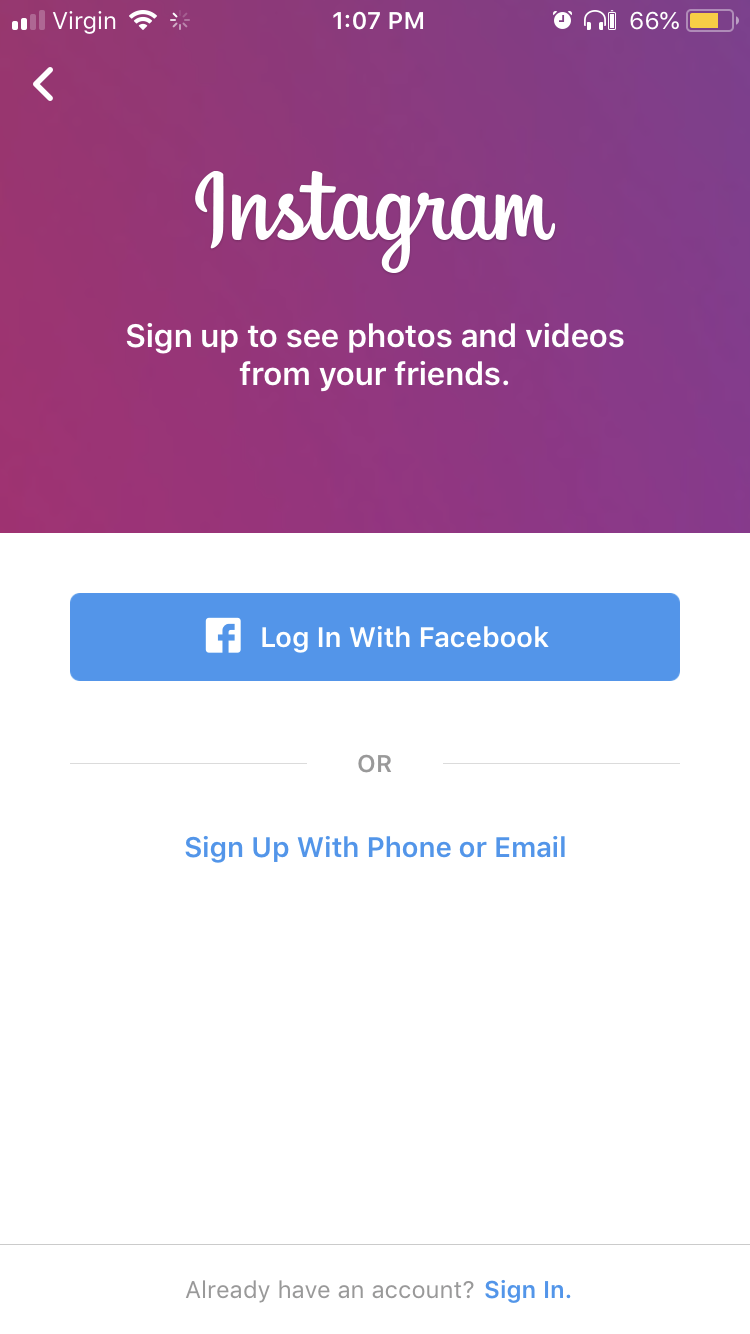 Virgin 1:07 PM 66%
Instagram
Sign up to see photos and videos
from your friends.
Log In With Facebook
OR
Sign Up With Phone or Email
Already have an account? Sign In.